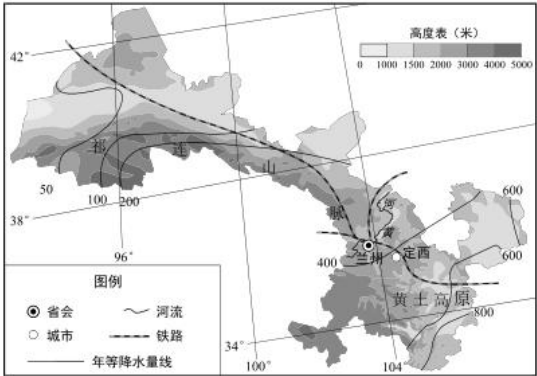 42°
高度表（米）
0 1000 1500 2000 3000 4000 5000
祁 连 山 脉
50 100 200
38°
96°
600
河
黄
兰州
定西
400
600
黄土高原
800
34°
100°
104°
图例
省会
河流
城市
铁路
年等降水量线